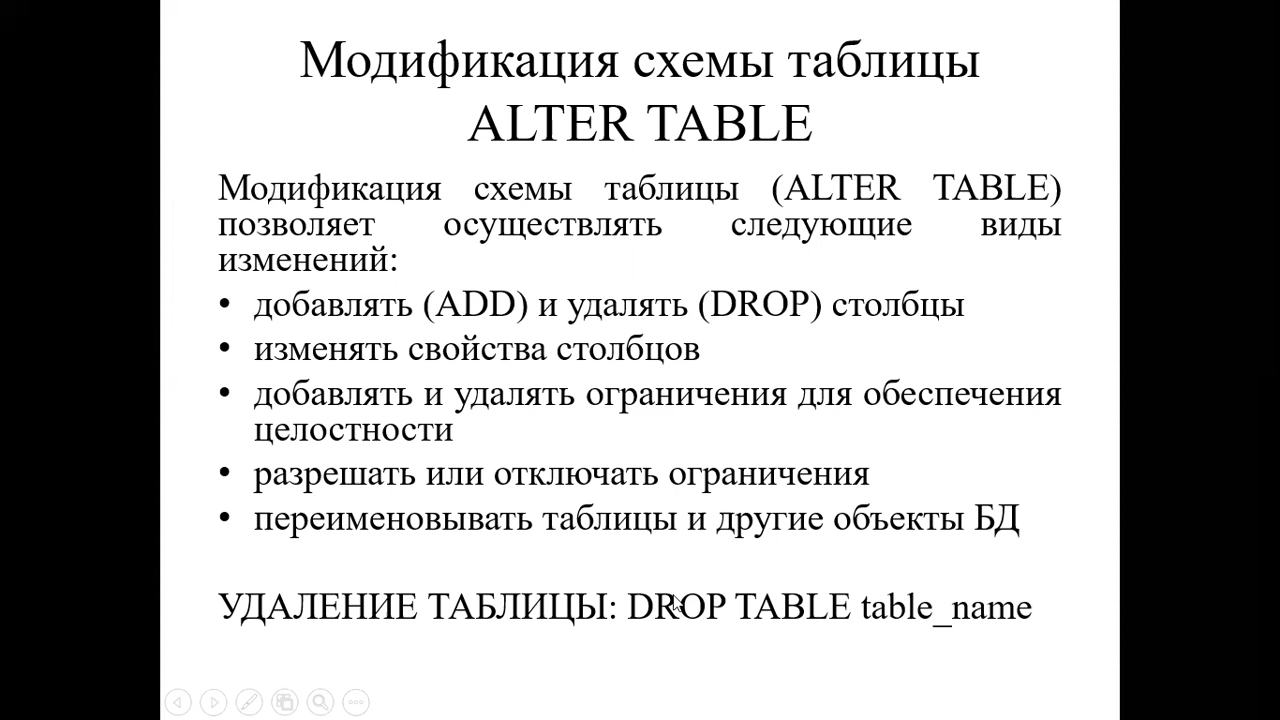 Модификация схемы таблицы
ALTER TABLE
Модификация схемы таблицы (ALTER TABLE)
позволяет осуществлять следующие виды
изменений:
• добавлять (ADD) и удалять (DROP) столбцы
• изменять свойства столбцов
• добавлять и удалять ограничения для обеспечения
целостности
• разрешать или отключать ограничения
• переименовывать таблицы и другие объекты БД
УДАЛЕНИЕ ТАБЛИЦЫ: DROP TABLE table_name